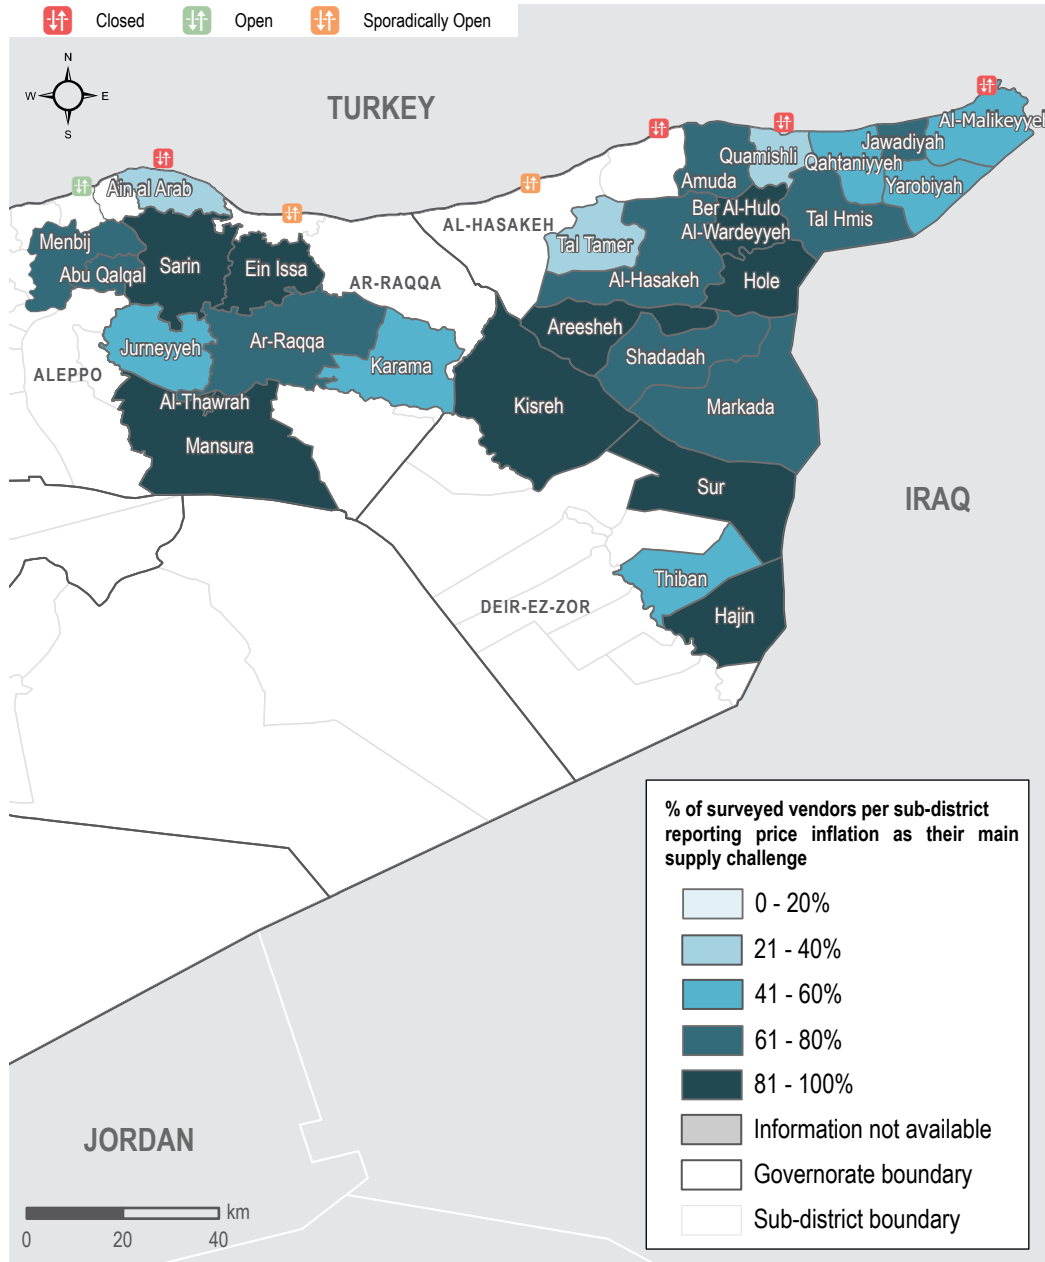 Closed
Open
Sporadically Open
N
W
E
S
TURKEY
Al-Malikeyyeh
Jawadiyah
Quamishli
Qahtaniyyeh
Amuda
Yarobiyah
Ain al Arab
Ber Al-Hulo
Al-Wardeyyeh
Tal Hmis
AL-HASAKEH
Tal Tamer
Menbij
Abu Qalqal
Sarin
Ein Issa
AR-RAQQA
Al-Hasakeh
Hole
Areesheh
Jurneyyeh
Ar-Raqqa
Karama
Shadadah
ALEPPO
Al-Thawrah
Kisreh
Markada
Mansura
Sur
IRAQ
Thiban
DEIR-EZ-ZOR
Hajin
% of surveyed vendors per sub-district
reporting price inflation as their main
supply challenge
0 - 20%
21 - 40%
41 - 60%
61 - 80%
81 - 100%
Information not available
Governorate boundary
Sub-district boundary
JORDAN
km
0 20 40